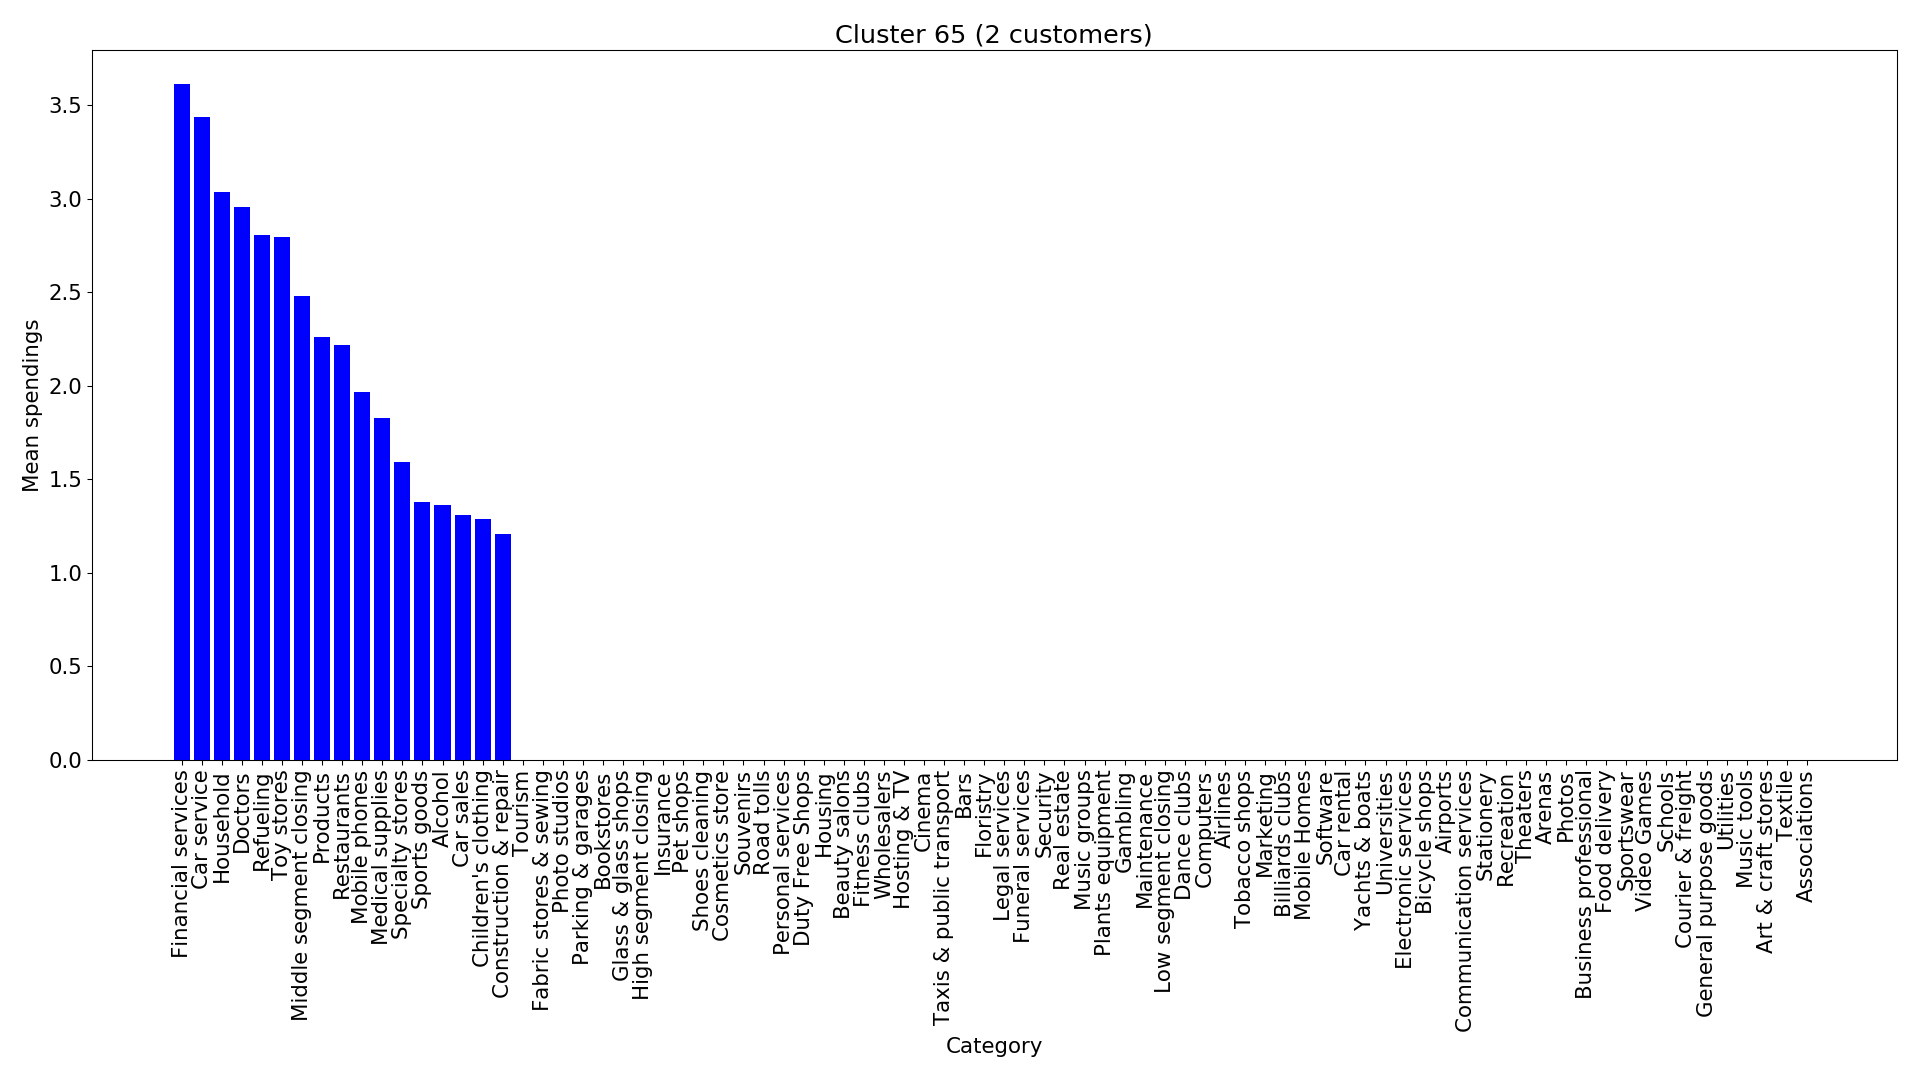 Cluster 65 (2 customers)
Mean spendings
3.5
3.0
2.5
2.0
1.5
1.0
0.5
0.0
Financial services
Car service
Household
Doctors
Refueling
Toy stores
Middle segment closing
Products
Restaurants
Mobile phones
Medical supplies
Specialty stores
Sports goods
Alcohol
Car sales
Children's clothing
Construction & repair
Tourism
Fabric stores & sewing
Photo studios
Parking & garages
Bookstores
Glass & glass shops
High segment closing
Insurance
Pet shops
Shoes cleaning
Cosmetics store
Souvenirs
Road tolls
Personal services
Duty Free Shops
Housing
Beauty salons
Fitness clubs
Wholesalers
Hosting & TV
Cinema
Taxis & public transport
Bars
Floristry
Legal services
Funeral services
Security
Real estate
Music groups
Plants equipment
Gambling
Maintenance
Low segment closing
Dance clubs
Computers
Airlines
Tobacco shops
Marketing
Billiards clubs
Mobile Homes
Software
Car rental
Yachts & boats
Universities
Electronic services
Bicycle shops
Airports
Communication services
Stationery
Recreation
Theaters
Arenas
Photos
Business professional
Food delivery
Sportswear
Video Games
Schools
Courier & freight
General purpose goods
Utilities
Music tools
Art & craft stores
Textile
Associations
Category